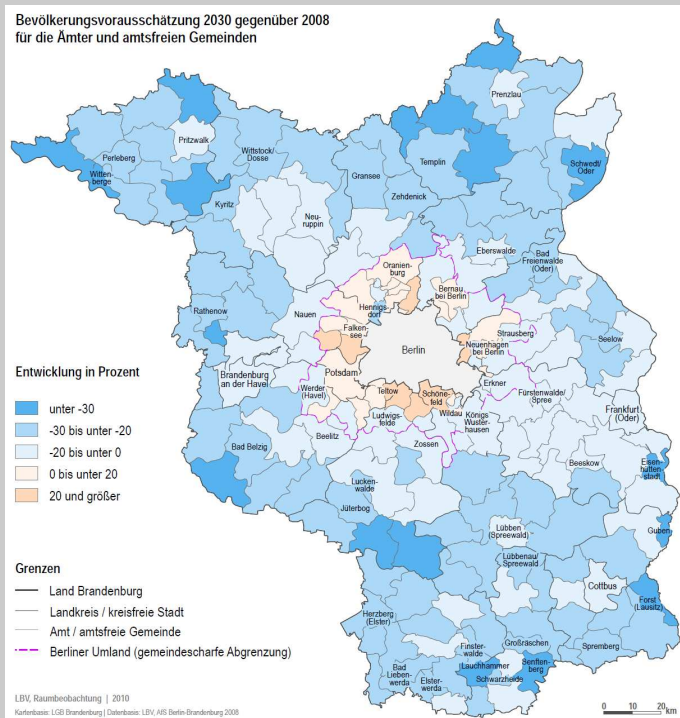 Bevölkerungsvorausschätzung 2030 gegenüber 2008
für die Ämter und amtsfreien Gemeinden
Prenzlau
Pritzwalk
Perleberg
Wittstock/
Dosse
Witten-
berge
Templin
Schwedt/
Oder
Gransee
Zehdenick
Kyritz
Neu-
ruppin
Eberswalde
Bad
Freienwalde
(Oder)
Oranien-
burg
Bernau
bei Berlin
Hennigs-
dorf
Rathenow
Nauen
Falken-
see
Strausberg
Seelow
Neuenhagen
bei Berlin
Berlin
Entwicklung in Prozent
Brandenburg
an der Havel
Potsdam
Werder
(Havel)
Teltow
Schöne-
feld
Erkner
Fürstenwalde/
Spree
Frankfurt
(Oder)
unter -30
-30 bis unter -20
-20 bis unter 0
0 bis unter 20
20 und größer
Ludwigs-
felde
Wildau
Königs
Wuster-
hausen
Beelitz
Zossen
Bad Belzig
Beeskow
Eisen-
hütten-
stadt
Lucken-
walde
Jüterbog
Guben
Lübben
(Spreewald)
Lübbenau/
Spreewald
Grenzen
Land Brandenburg
Landkreis / kreisfreie Stadt
Amt / amtsfreie Gemeinde
Berliner Umland (gemeindescharfe Abgrenzung)
Cottbus
Forst
(Lausitz)
Herzberg
(Elster)
Finster-
walde
Großräschen
Spremberg
Lauchhammer
Senften-
berg
Schwarzheide
Bad
Lieben-
werda
Elster-
werda
LBV, Raumbeobachtung | 2010
Kartenbasis: LGB Brandenburg | Datenbasis: LBV, AfS Berlin-Brandenburg 2008
0 10 20 km